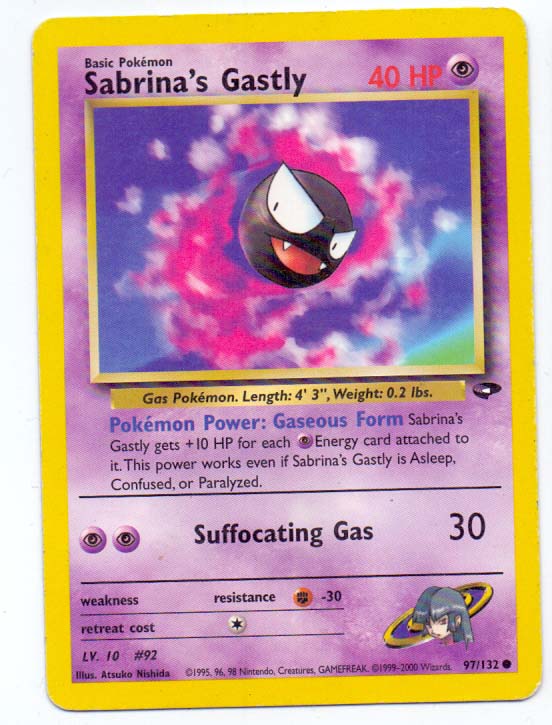 Basic Pokémon
Sabrina's Gastly 40 HP
Gas Pokémon. Length: 4' 3", Weight: 0.2 lbs.
Pokémon Power: Gaseous Form Sabrina's
Gastly gets +10 HP for each Energy card attached to
it. This power works even if Sabrina's Gastly is Asleep,
Confused, or Paralyzed.
Suffocating Gas 30
weakness resistance -30
retreat cost
LV. 10 #92
Illus. Atsuko Nishida ©1995, 96, 98 Nintendo, Creatures, GAMEFREAK. ©1999-2000 Wizards. 97/132